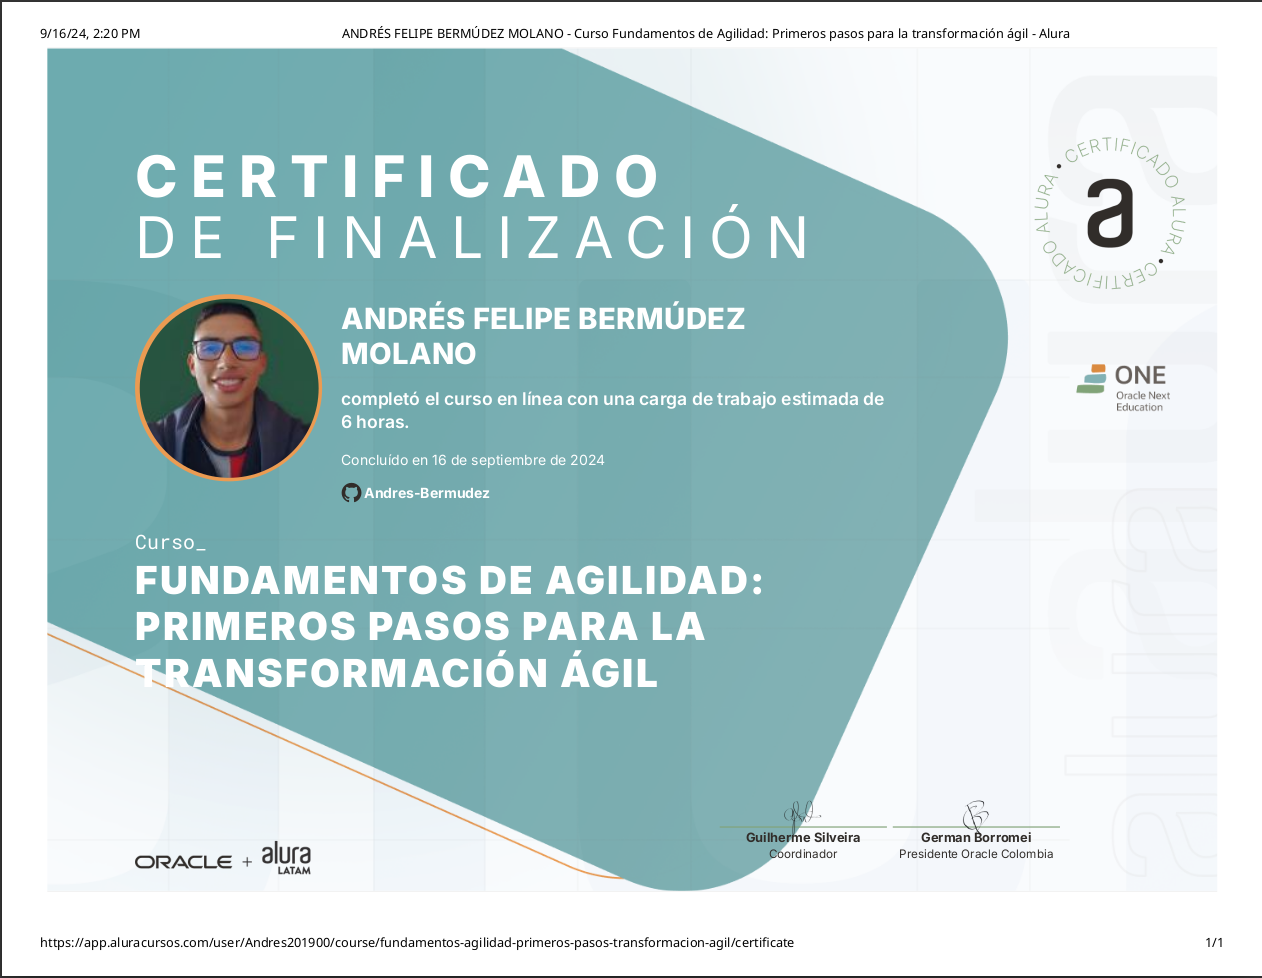 9/16/24, 2:20 PM
ANDRÉS FELIPE BERMÚDEZ MOLANO - Curso Fundamentos de Agilidad: Primeros pasos para la transformación ágil - Alura
CERTIFICADO
DE FINALIZACIÓN
CERTIFICADO ALURA • CERTIFICADO ALURA •
a
ANDRÉS FELIPE BERMÚDEZ
MOLANO
completó el curso en línea con una carga de trabajo estimada de
6 horas.
Concluído en 16 de septiembre de 2024
Andres-Bermudez
ONE
Oracle Next
Education
Curso_
FUNDAMENTOS DE AGILIDAD:
PRIMEROS PASOS PARA LA
TRANSFORMACIÓN ÁGIL
alura
alura
ORACLE + alura
LATAM
Guilherme Silveira
Coordinador
German Borromei
Presidente Oracle Colombia
https://app.aluracursos.com/user/Andres201900/course/fundamentos-agilidad-primeros-pasos-transformacion-agil/certificate
1/1